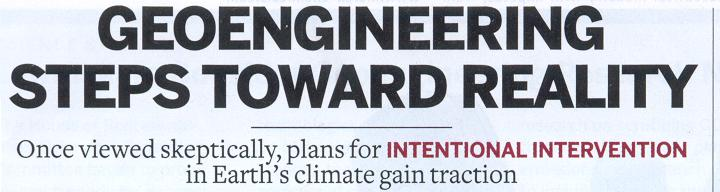 GEOENGINEERING
STEPS TOWARD REALITY
Once viewed skeptically, plans for INTENTIONAL INTERVENTION
in Earth's climate gain traction